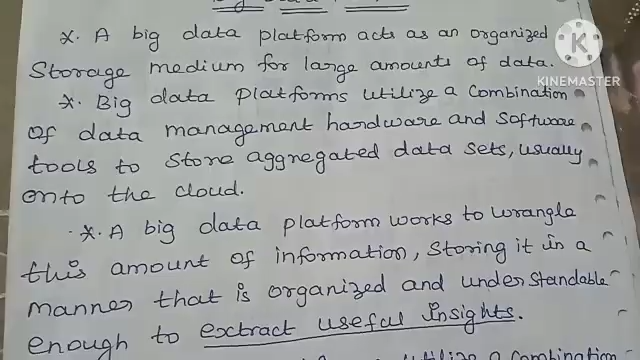 *. A big data platform acts as an organized
Storage medium for large amounts of data.
*. Big data platforms utilize a combination
of data management hardware and software
tools to store aggregated data sets, usually
onto the cloud.
*. A big data platform works to wrangle
this amount of information, storing it in a
manner that is organized and understandable
enough to extract useful insights.
utilize a combination
KINEMASTER